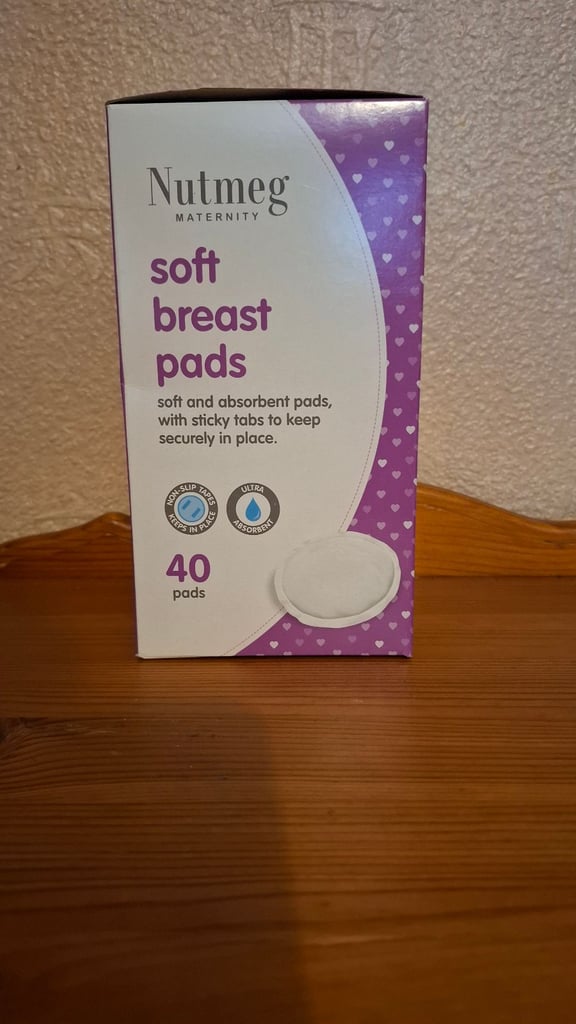 Nutmeg
MATERNITY
soft
breast
pads
soft and absorbent pads,
with sticky tabs to keep
securely in place.
NON-SLIP TAPES
KEEPS IN PLACE
ULTRA
ABSORBENT
40
pads